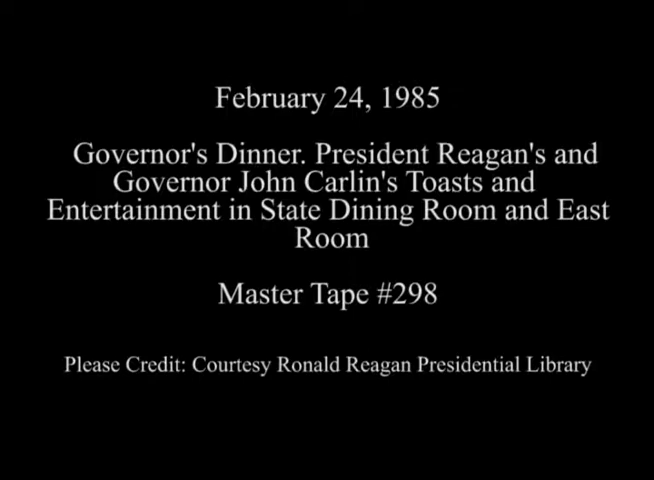 February 24, 1985
Governor's Dinner. President Reagan's and
Governor John Carlin's Toasts and
Entertainment in State Dining Room and East
Room
Master Tape #298
Please Credit: Courtesy Ronald Reagan Presidential Library